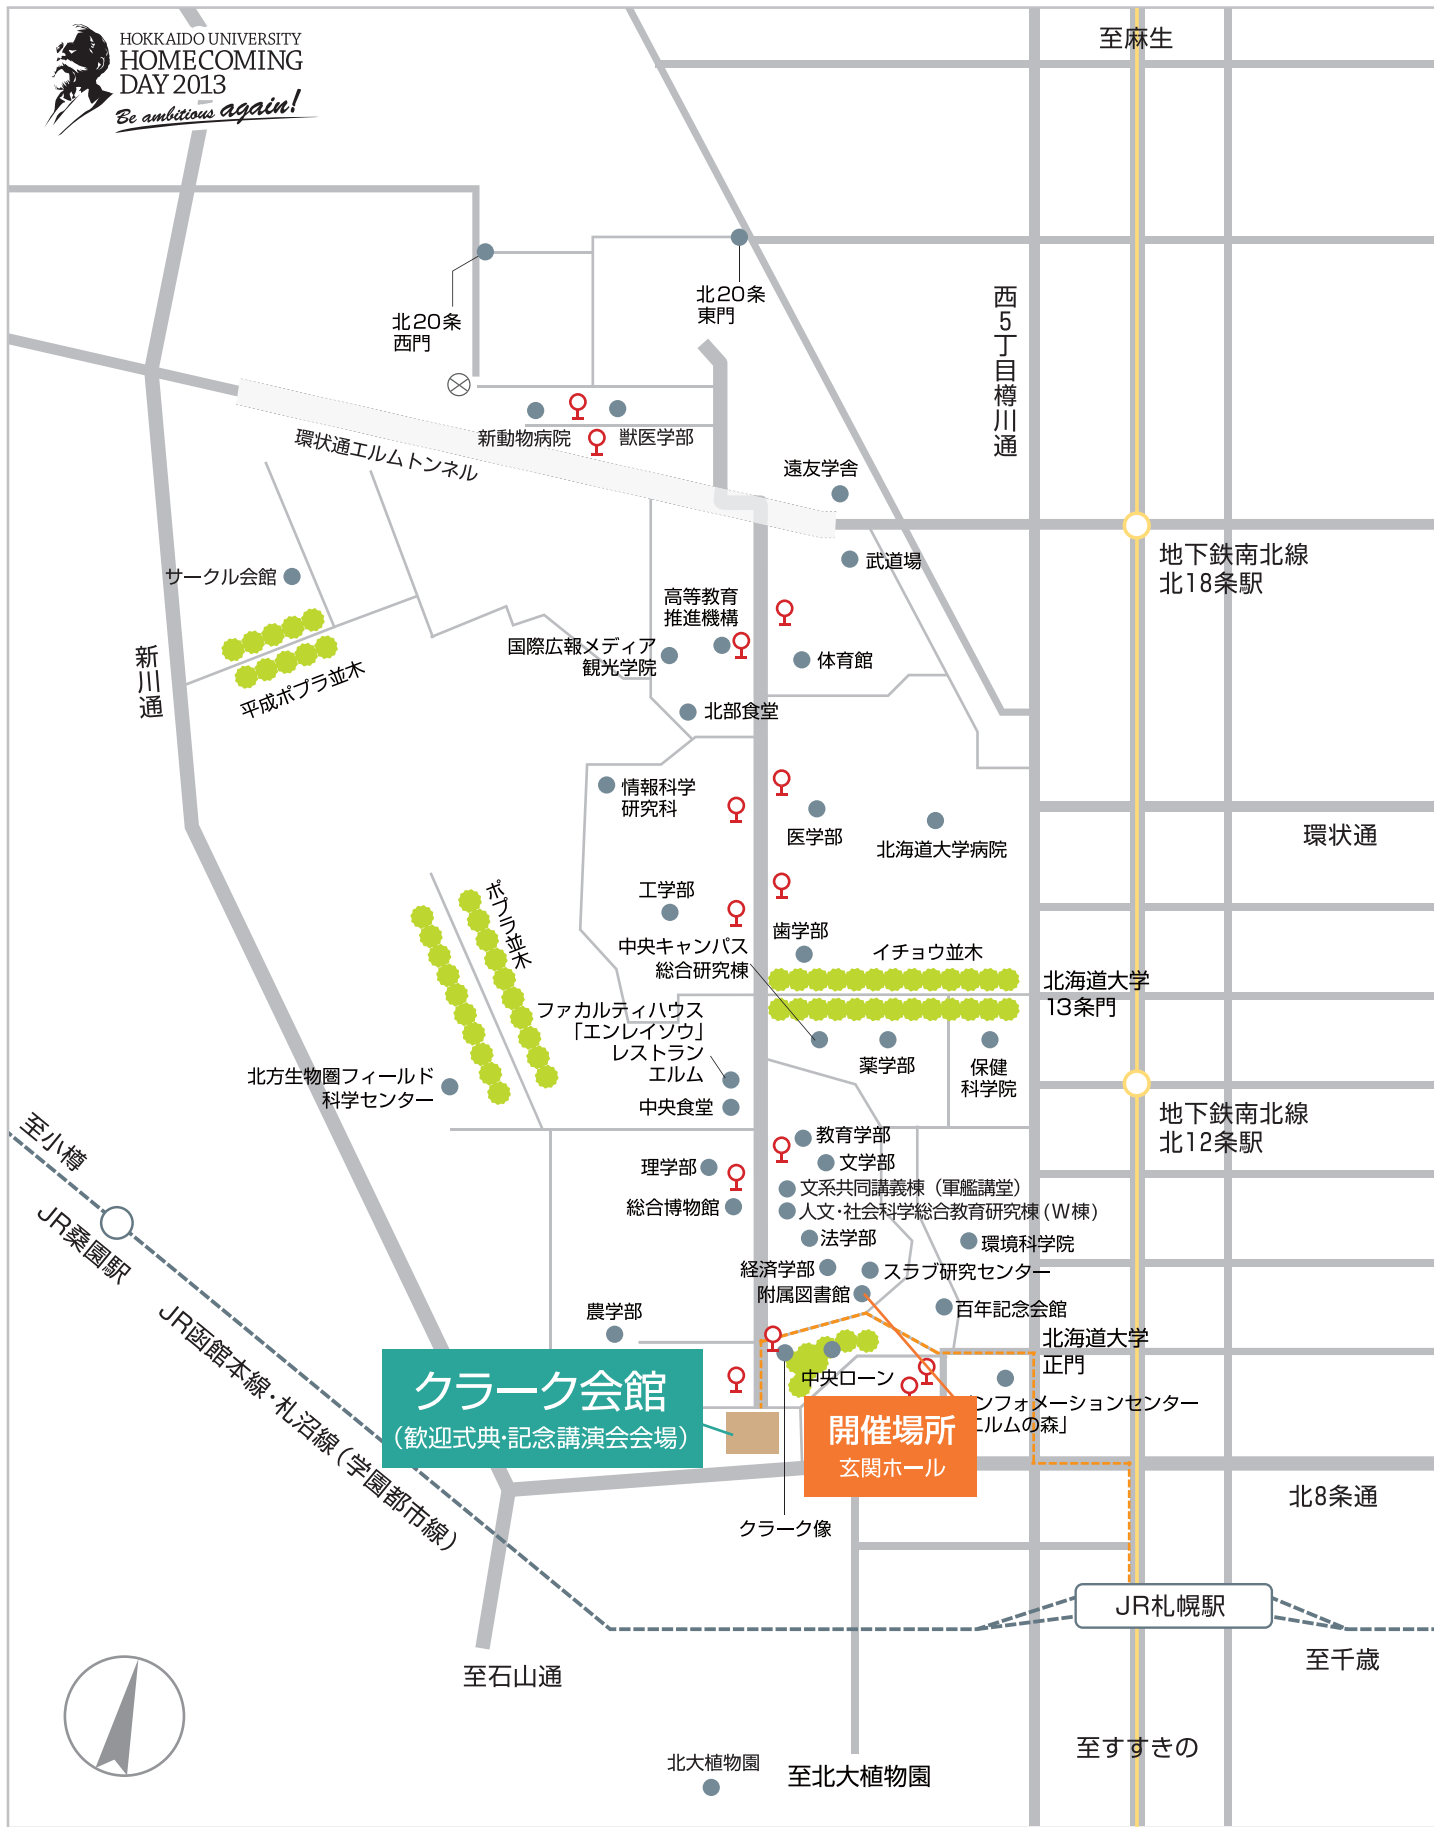 HOKKAIDO UNIVERSITY
HOMECOMING
DAY 2013
Be ambitious again!
至麻生
北20条
東門
北20条
西門
西5丁目樽川通
新動物病院
獣医学部
環状通エルムトンネル
遠友学舎
地下鉄南北線
北18条駅
武道場
サークル会館
高等教育
推進機構
国際広報メディア
観光学院
体育館
新川通
平成ポプラ並木
北部食堂
情報科学
研究科
医学部
北海道大学病院
環状通
工学部
ポプラ並木
歯学部
中央キャンパス
総合研究棟
イチョウ並木
北海道大学
13条門
ファカルティハウス
「エンレイソウ」
レストラン
エルム
薬学部
保健
科学院
北方生物圏フィールド
科学センター
中央食堂
地下鉄南北線
北12条駅
至小樽
教育学部
文学部
理学部
文系共同講義棟（軍艦講堂）
総合博物館
人文・社会科学総合教育研究棟(W棟)
法学部
環境科学院
JR桑園駅
経済学部
スラブ研究センター
附属図書館
百年記念会館
農学部
北海道大学
正門
JR函館本線・札沼線（学園都市線）
クラーク会館
（歓迎式典・記念講演会会場）
中央ローン
ンフォメーションセンター
エルムの森」
開催場所
玄関ホール
北8条通
クラーク像
JR札幌駅
至千歳
至石山通
至すすきの
北大植物園
至北大植物園